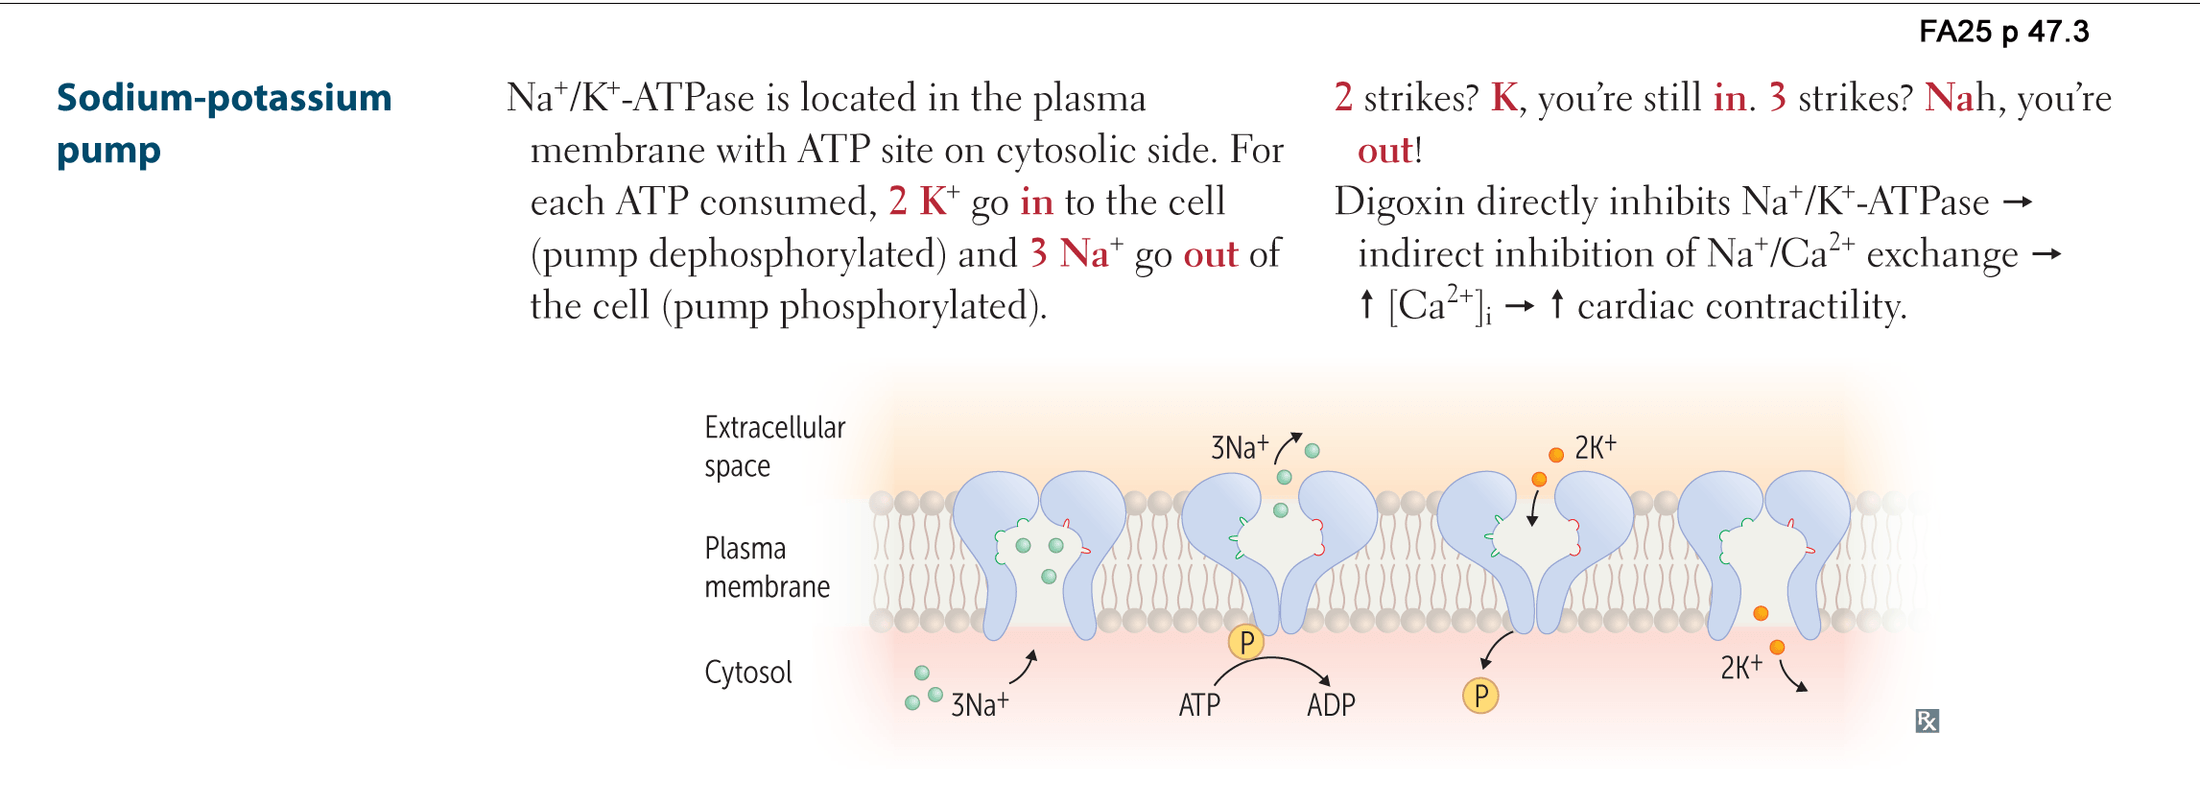 FA25 p 47.3
Sodium-potassium
pump
Na⁺/K⁺-ATPase is located in the plasma
membrane with ATP site on cytosolic side. For
each ATP consumed, 2 K⁺ go in to the cell
(pump dephosphorylated) and 3 Na⁺ go out of
the cell (pump phosphorylated).
2 strikes? K, you’re still in. 3 strikes? Nah, you’re
out!
Digoxin directly inhibits Na⁺/K⁺-ATPase →
indirect inhibition of Na⁺/Ca²⁺ exchange →
↑ [Ca²⁺]ᵢ → ↑ cardiac contractility.
Extracellular
space
3Na⁺
2K⁺
Plasma
membrane
Cytosol
3Na⁺
P
ATP
ADP
P
2K⁺
Rx